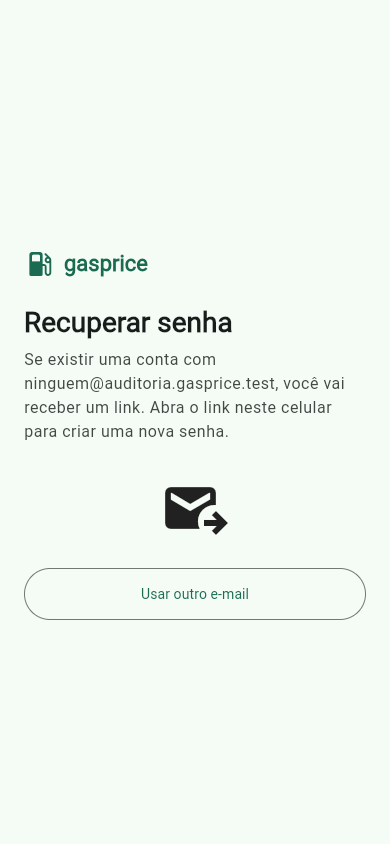 gasprice
Recuperar senha
Se existir uma conta com
ninguem@auditoria.gasprice.test, você vai
receber um link. Abra o link neste celular
para criar uma nova senha.
Usar outro e-mail